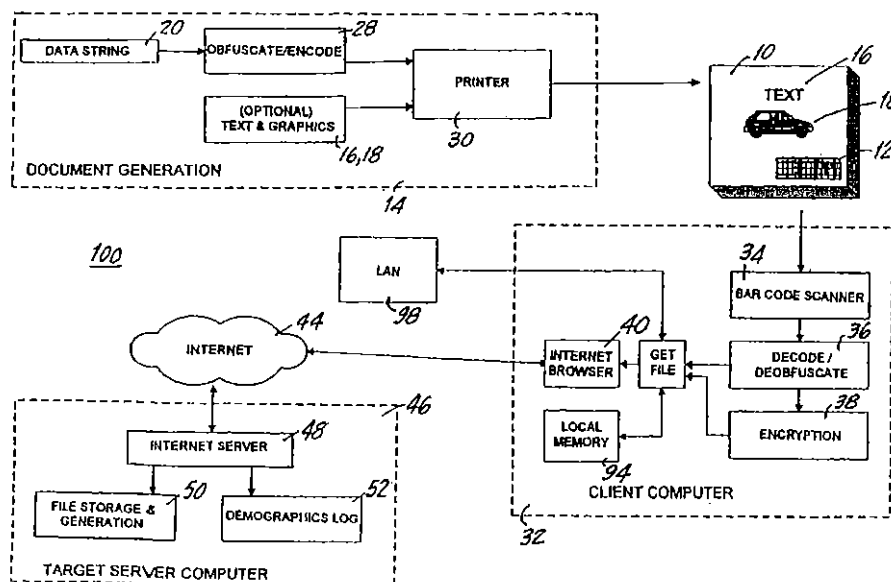 20
DATA STRING
28
OBFUSCATE/ENCODE
PRINTER
30
(OPTIONAL)
TEXT & GRAPHICS
16,18
DOCUMENT GENERATION
14
10
16
TEXT
18
12
100
LAN
98
44
INTERNET
46
INTERNET SERVER
48
FILE STORAGE &
GENERATION
50
DEMOGRAPHICS LOG
52
TARGET SERVER COMPUTER
34
BAR CODE SCANNER
36
DECODE /
DEOBFUSCATE
38
ENCRYPTION
40
INTERNET
BROWSER
GET
FILE
LOCAL
MEMORY
94
CLIENT COMPUTER
32